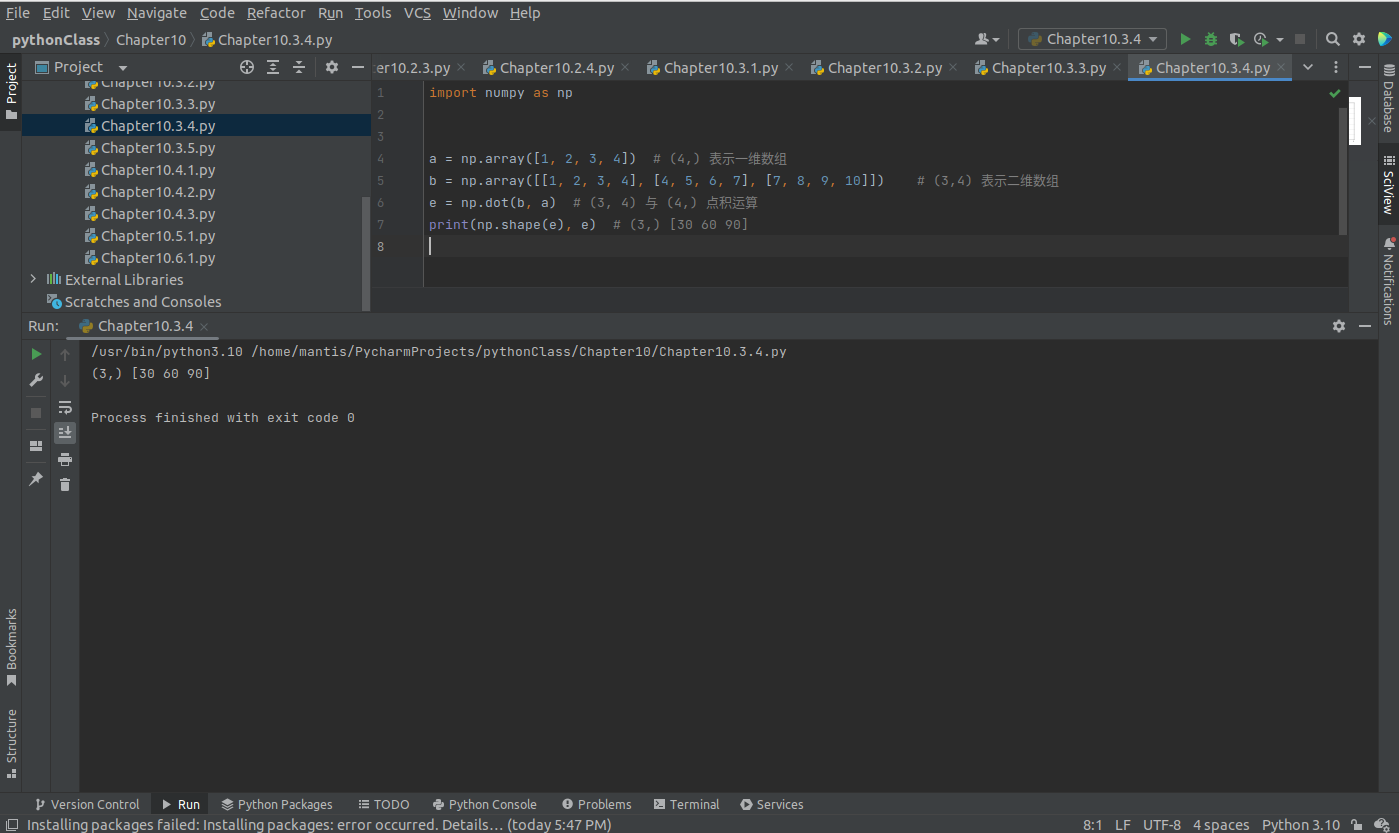 File Edit View Navigate Code Refactor Run Tools VCS Window Help
pythonClass Chapter10 Chapter10.3.4.py
Chapter10.3.4
Project
Project
er10.2.3.py Chapter10.2.4.py Chapter10.3.1.py Chapter10.3.2.py Chapter10.3.3.py Chapter10.3.4.py
Chapter10.3.2.py
Chapter10.3.3.py
Chapter10.3.4.py
Chapter10.3.5.py
Chapter10.4.1.py
Chapter10.4.2.py
Chapter10.4.3.py
Chapter10.5.1.py
Chapter10.6.1.py
External Libraries
Scratches and Consoles
1 import numpy as np
2
3
4 a = np.array([1, 2, 3, 4]) # (4,) 表示一维数组
5 b = np.array([[1, 2, 3, 4], [4, 5, 6, 7], [7, 8, 9, 10]]) # (3,4) 表示二维数组
6 e = np.dot(b, a) # (3, 4) 与 (4,) 点积运算
7 print(np.shape(e), e) # (3,) [30 60 90]
8
Database
SciView
Notifications
Run: Chapter10.3.4
/usr/bin/python3.10 /home/mantis/PycharmProjects/pythonClass/Chapter10/Chapter10.3.4.py
(3,) [30 60 90]
Process finished with exit code 0
Bookmarks
Structure
Version Control Run Python Packages TODO Python Console Problems Terminal Services
Installing packages failed: Installing packages: error occurred. Details... (today 5:47 PM)
8:1 LF UTF-8 4 spaces Python 3.10